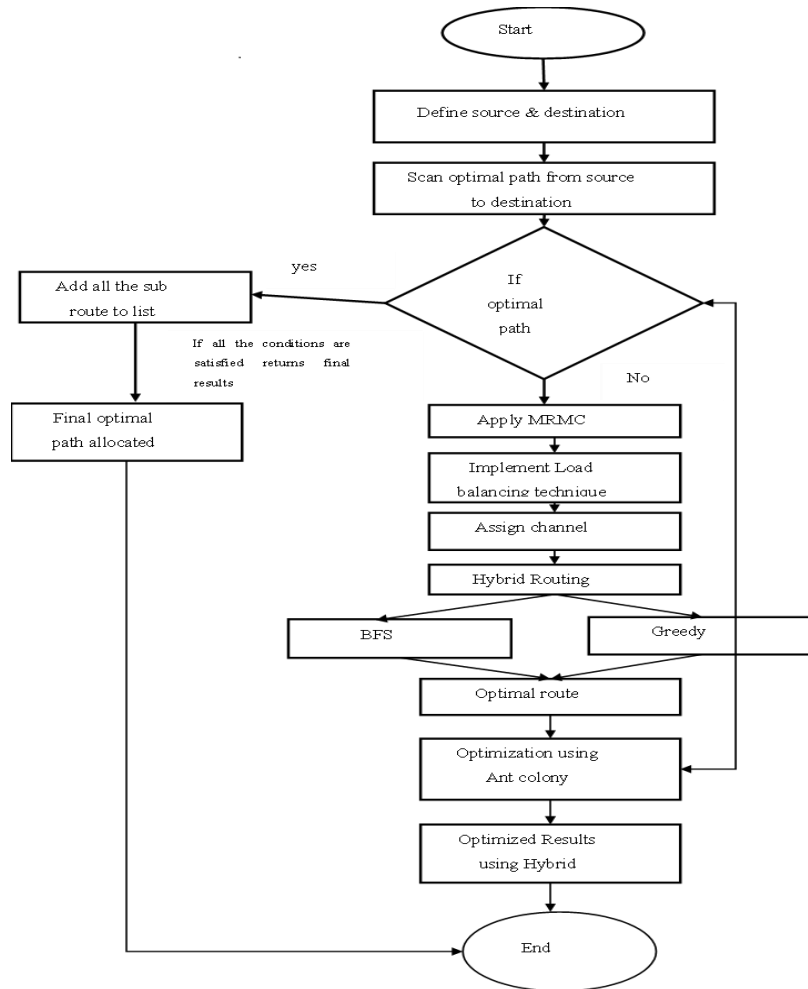 Start
Define source & destination
Scan optimal path from source
to destination
yes
If
optimal
path
Add all the sub
route to list
If all the conditions are
satisfied returns final
results
No
Final optimal
path allocated
Apply MRMC
Implement Load
balancing technique
Assign channel
Hybrid Routing
BFS
Greedy
Optimal route
Optimization using
Ant colony
Optimized Results
using Hybrid
End